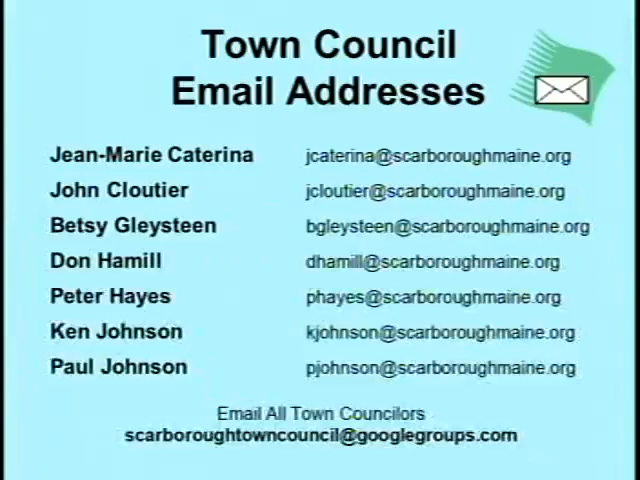 Town Council
Email Addresses
Jean-Marie Caterina jcaterina@scarboroughmaine.org
John Cloutier jcloutier@scarboroughmaine.org
Betsy Gleysteen bgleysteen@scarboroughmaine.org
Don Hamill dhamill@scarboroughmaine.org
Peter Hayes phayes@scarboroughmaine.org
Ken Johnson kjohnson@scarboroughmaine.org
Paul Johnson pjohnson@scarboroughmaine.org
Email All Town Councilors
scarboroughtowncouncil@googlegroups.com